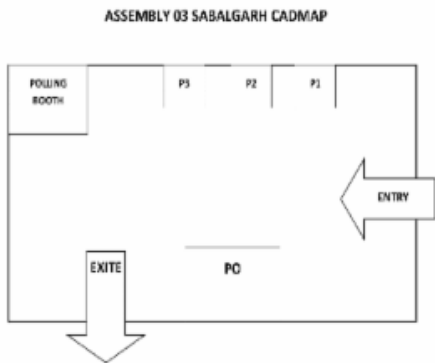 ASSEMBLY 03 SABALGARH CADMAP
POLLING
BOOTH
P3 P2 P1
ENTRY
EXITE
PO